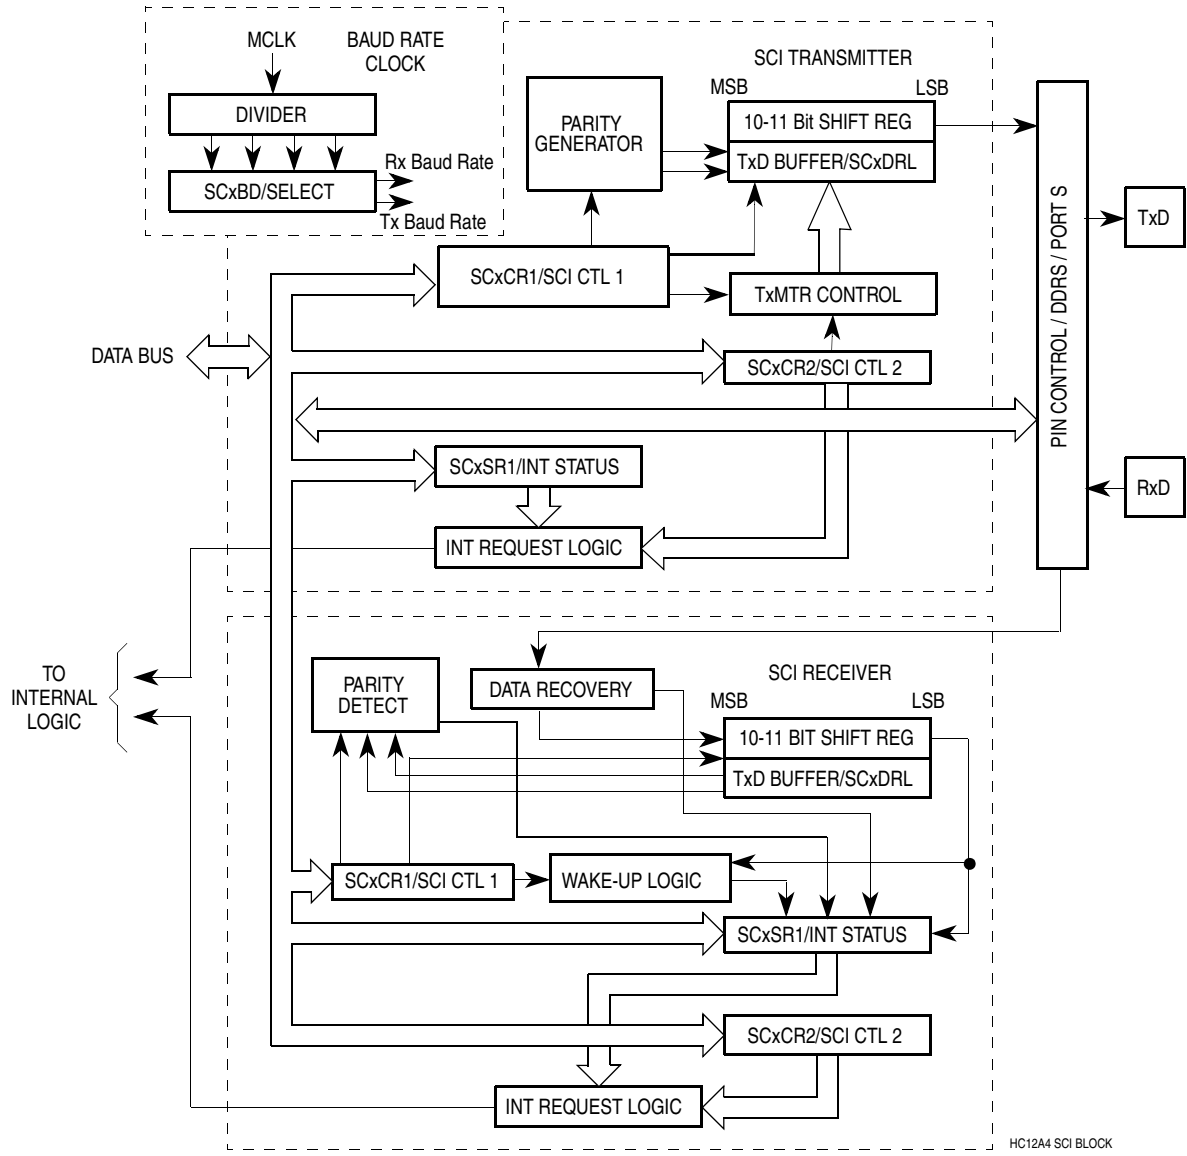 MCLK
BAUD RATE
CLOCK
DIVIDER
SCxBD/SELECT
Rx Baud Rate
Tx Baud Rate
SCI TRANSMITTER
MSB
LSB
PARITY
GENERATOR
10-11 Bit SHIFT REG
TxD BUFFER/SCxDRL
SCxCR1/SCI CTL 1
TxMTR CONTROL
DATA BUS
SCxCR2/SCI CTL 2
SCxSR1/INT STATUS
INT REQUEST LOGIC
PIN CONTROL / DDRS / PORT S
TxD
RxD
TO
INTERNAL
LOGIC
SCI RECEIVER
PARITY
DETECT
DATA RECOVERY
MSB
LSB
10-11 BIT SHIFT REG
TxD BUFFER/SCxDRL
SCxCR1/SCI CTL 1
WAKE-UP LOGIC
SCxSR1/INT STATUS
SCxCR2/SCI CTL 2
INT REQUEST LOGIC
HC12A4 SCI BLOCK